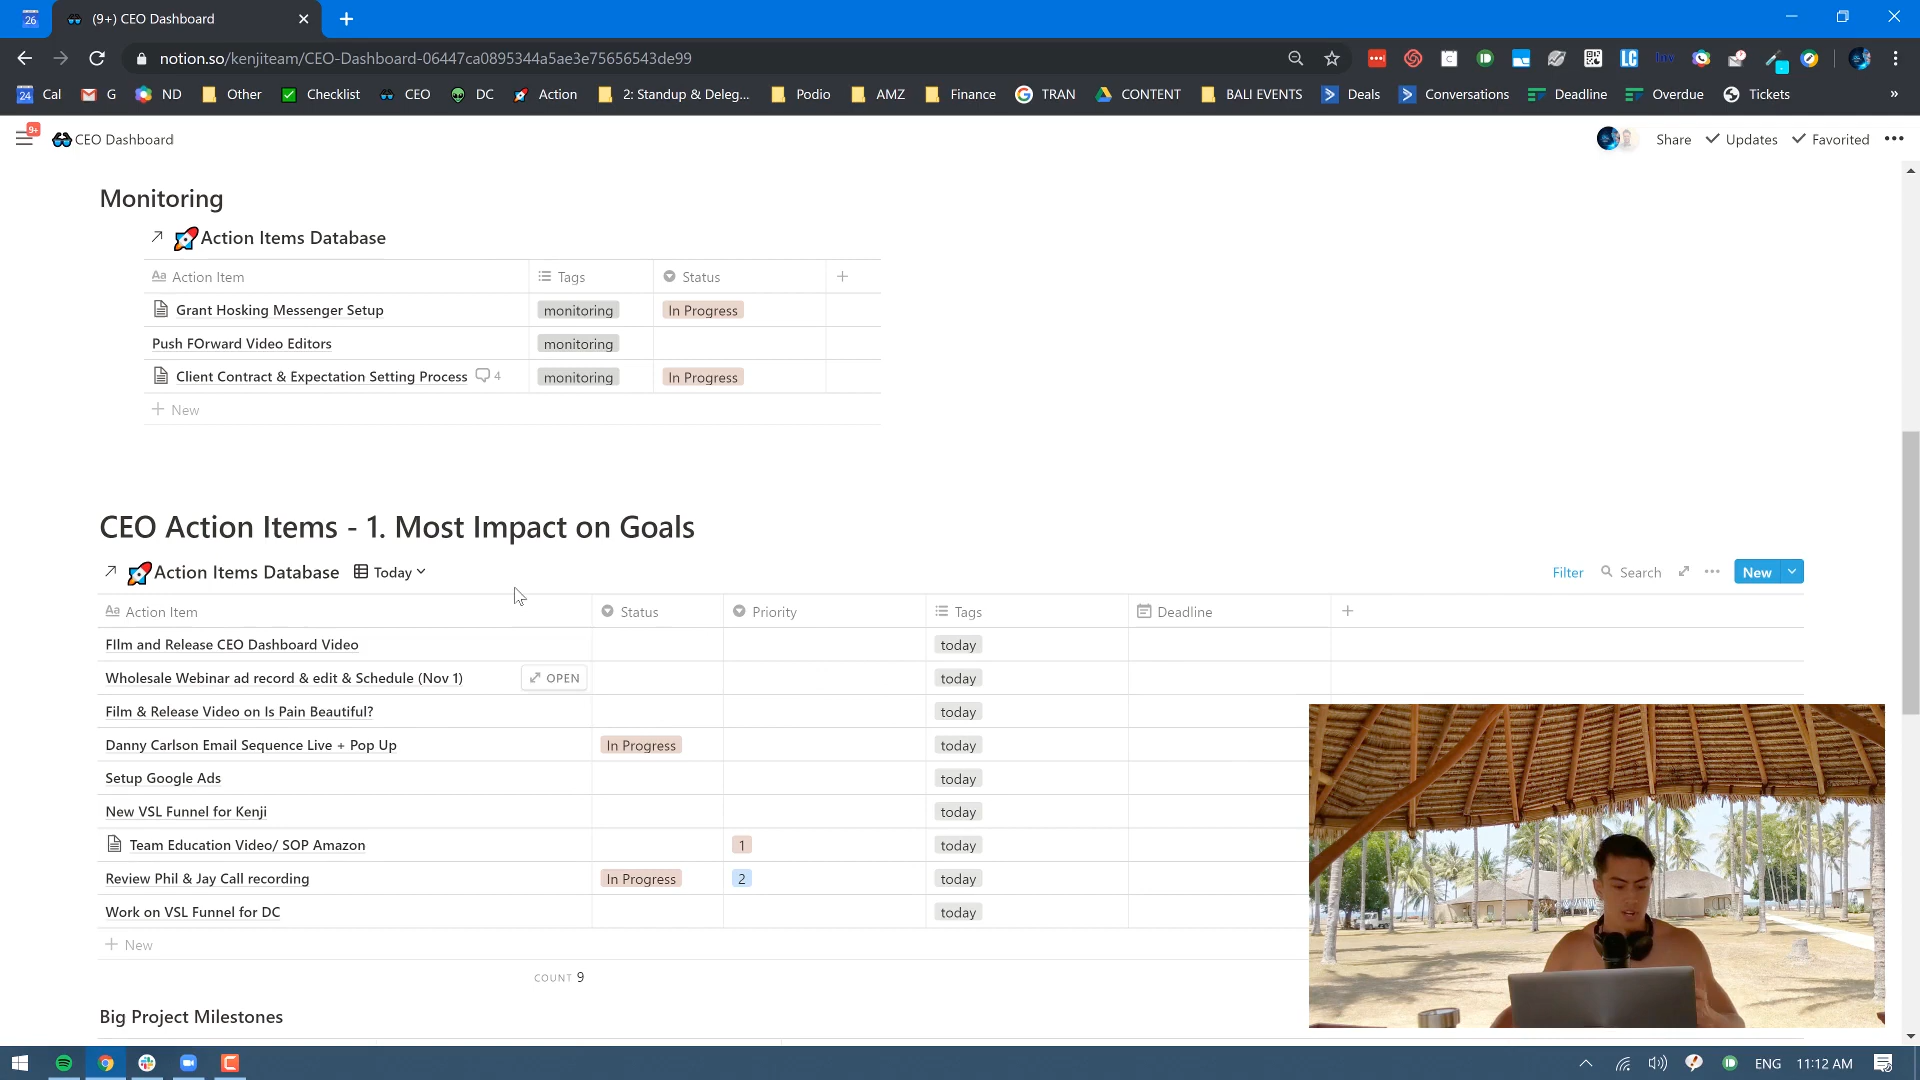 26
(9+) CEO Dashboard
notion.so/kenjiteam/CEO-Dashboard-06447ca0895344a5ae3e75656543de99
24 Cal G ND Other Checklist CEO DC Action 2: Standup & Deleg... Podio AMZ Finance TRAN CONTENT BALI EVENTS Deals Conversations Deadline Overdue Tickets »
9+ CEO Dashboard Share Updates Favorited
Monitoring
Action Items Database
Aa Action Item Tags Status
Grant Hosking Messenger Setup monitoring In Progress
Push FOrward Video Editors monitoring
Client Contract & Expectation Setting Process 4 monitoring In Progress
+ New
CEO Action Items - 1. Most Impact on Goals
Action Items Database Today Filter Search New
Aa Action Item Status Priority Tags Deadline
FIlm and Release CEO Dashboard Video today
Wholesale Webinar ad record & edit & Schedule (Nov 1) OPEN today
Film & Release Video on Is Pain Beautiful? today
Danny Carlson Email Sequence Live + Pop Up In Progress today
Setup Google Ads today
New VSL Funnel for Kenji today
Team Education Video/ SOP Amazon 1 today
Review Phil & Jay Call recording In Progress 2 today
Work on VSL Funnel for DC today
+ New
COUNT 9
Big Project Milestones
ENG 11:12 AM